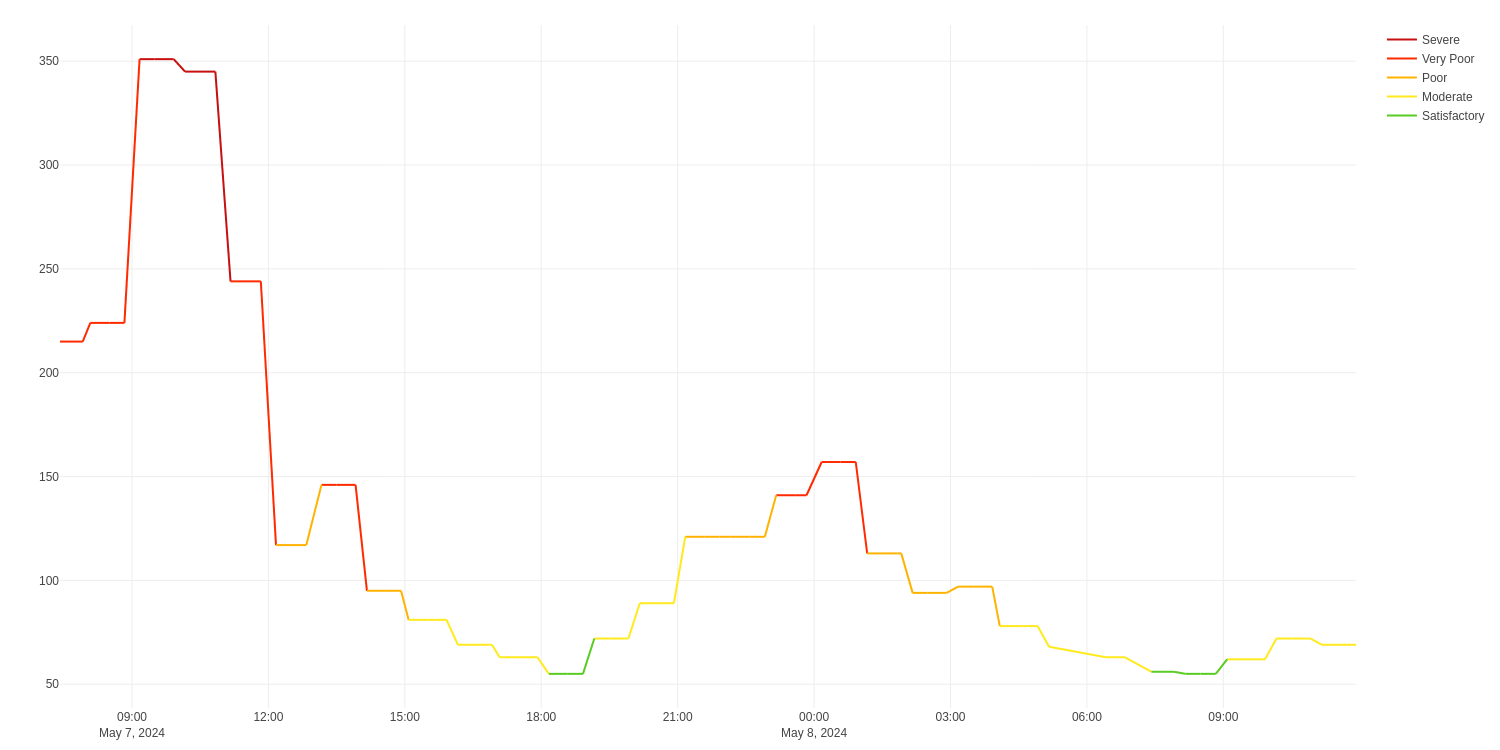 350
300
250
200
150
100
50
09:00
May 7, 2024
12:00
15:00
18:00
21:00
00:00
May 8, 2024
03:00
06:00
09:00
Severe
Very Poor
Poor
Moderate
Satisfactory